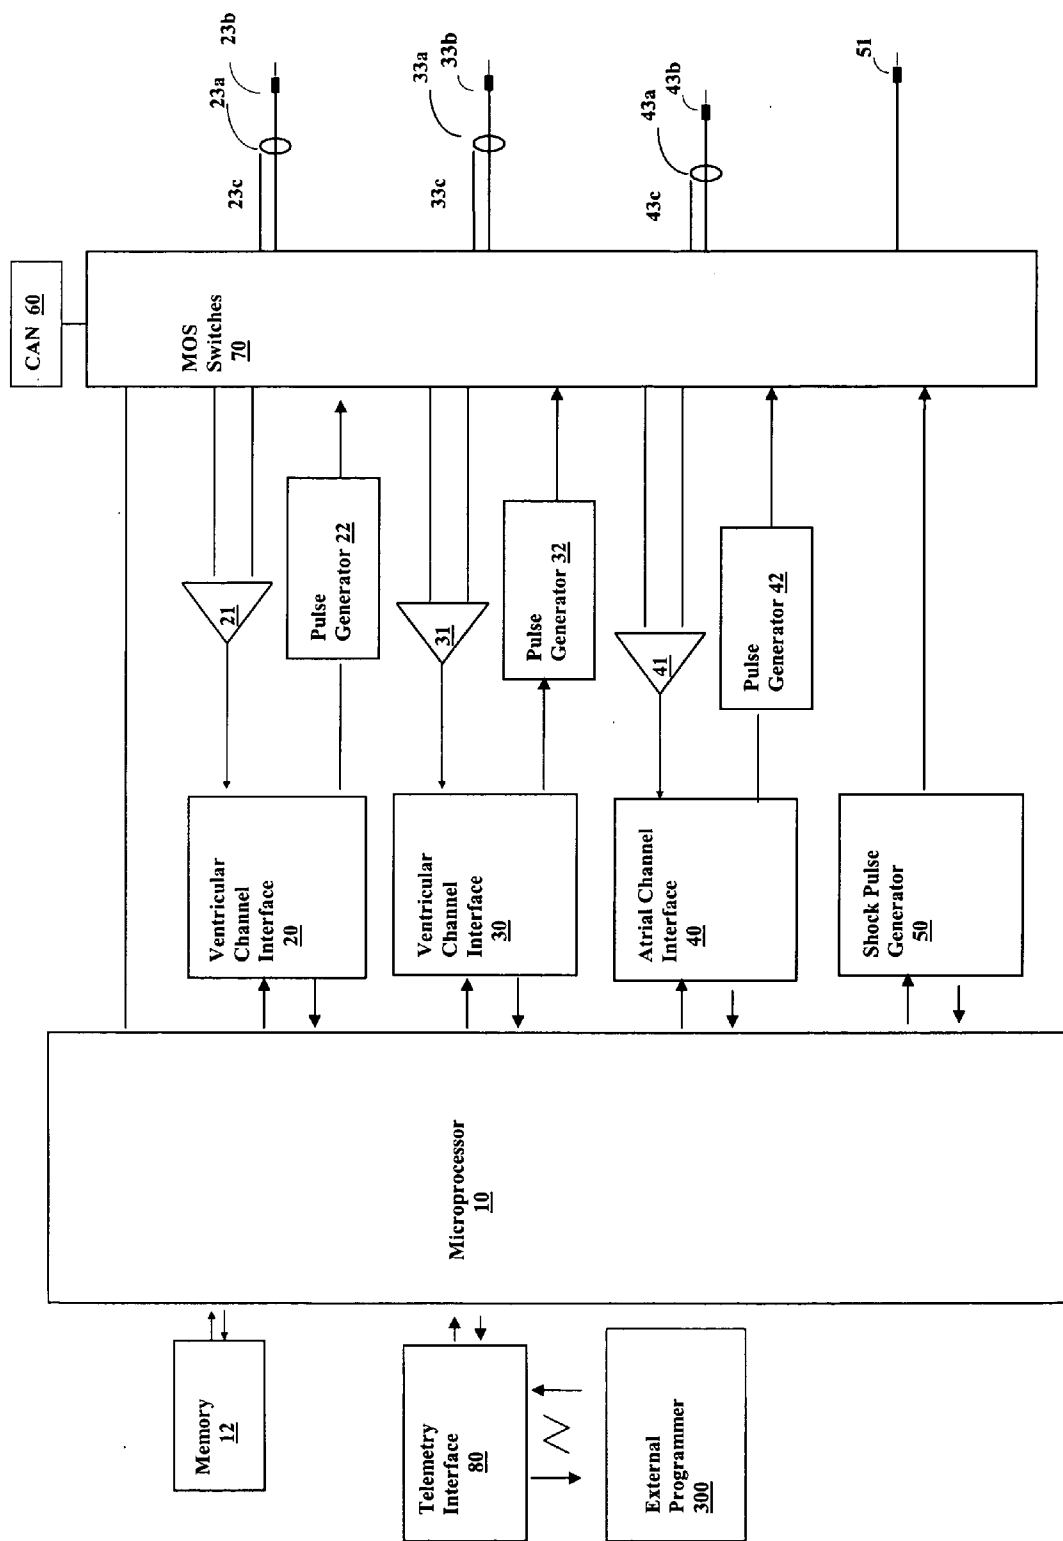 CAN 60
MOS
Switches
70
23a
23b
23c
33a
33b
33c
43a
43b
43c
51
21
Pulse
Generator 22
31
Pulse
Generator 32
41
Pulse
Generator 42
Ventricular
Channel
Interface
20
Ventricular
Channel
Interface
30
Atrial Channel
Interface
40
Shock Pulse
Generator
50
Microprocessor
10
Memory
12
Telemetry
Interface
80
External
Programmer
300